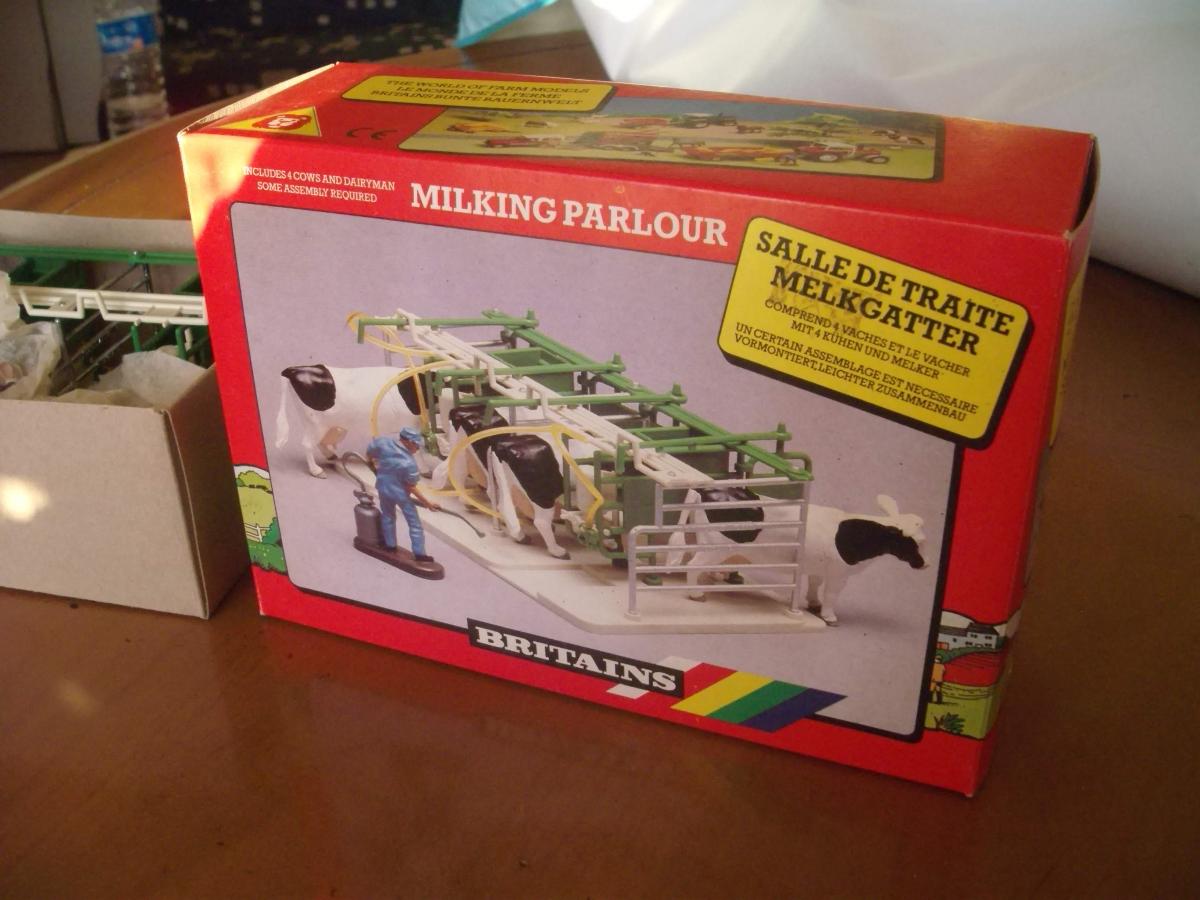 THE WORLD OF FARM MODELS
LE MONDE DE LA FERME
BRITAINS BUNTE BAUERNWELT
CE
INCLUDES 4 COWS AND DAIRYMAN
SOME ASSEMBLY REQUIRED
MILKING PARLOUR
SALLE DE TRAITE
MELKGATTER
COMPREND 4 VACHES ET LE VACHER
MIT 4 KÜHEN UND MELKER
UN CERTAIN ASSEMBLAGE EST NECESSAIRE
VORMONTIERT, LEICHTER ZUSAMMENBAU
BRITAINS